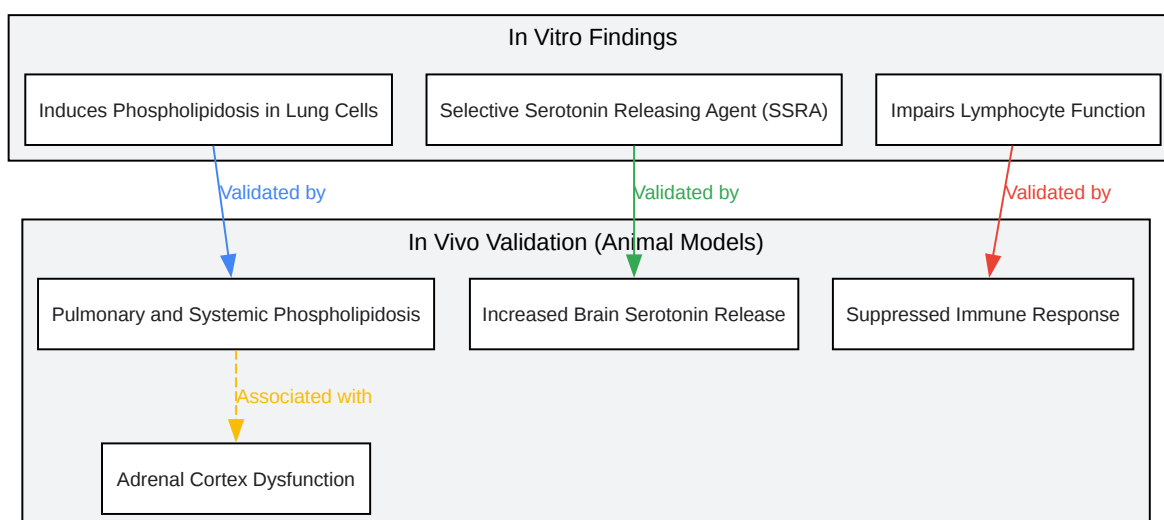 In Vitro Findings
Induces Phospholipidosis in Lung Cells
Selective Serotonin Releasing Agent (SSRA)
Impairs Lymphocyte Function
Validated by
Validated by
Validated by
In Vivo Validation (Animal Models)
Pulmonary and Systemic Phospholipidosis
Increased Brain Serotonin Release
Suppressed Immune Response
Associated with
Adrenal Cortex Dysfunction